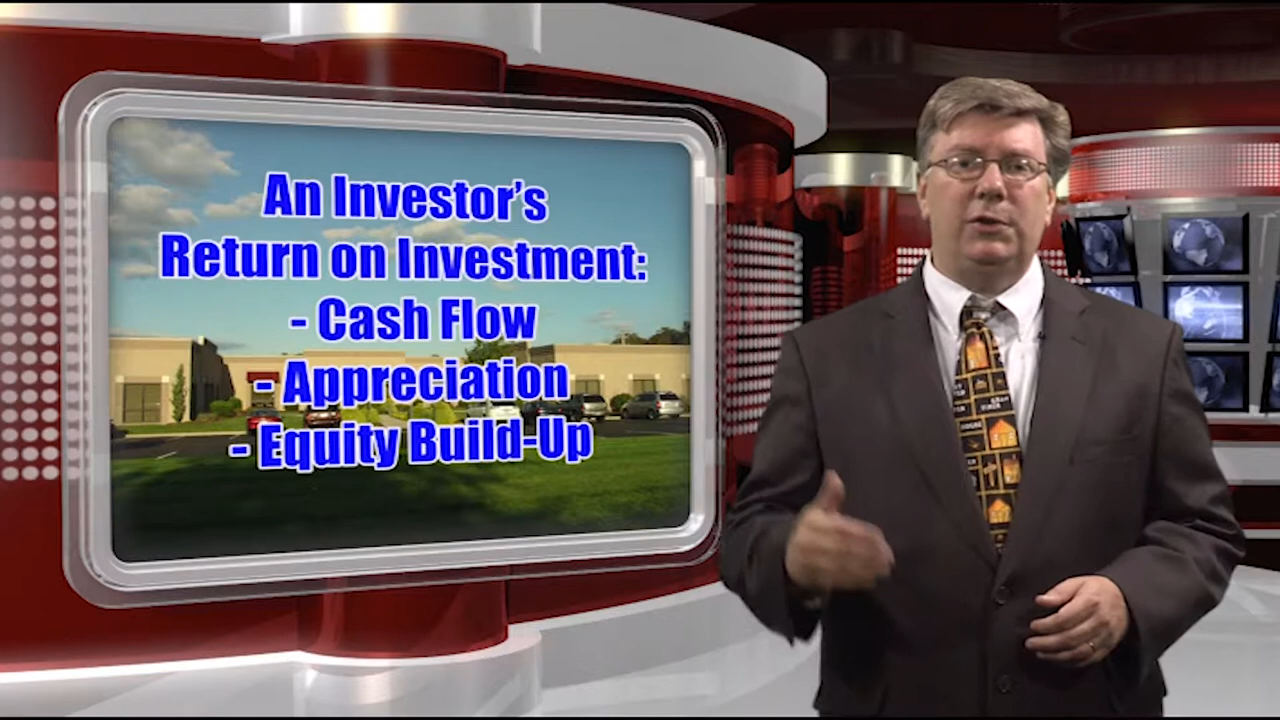 An Investor's
Return on Investment:
- Cash Flow
- Appreciation
- Equity Build-Up